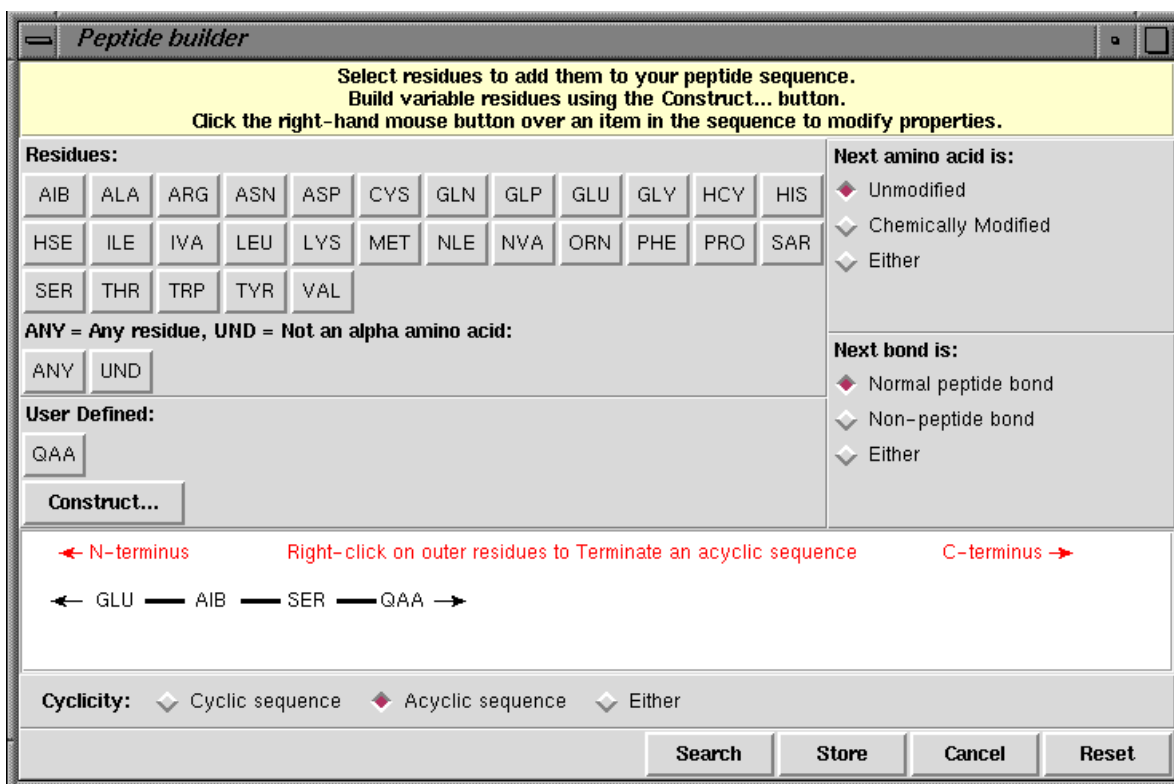 Peptide builder
Select residues to add them to your peptide sequence.
Build variable residues using the Construct... button.
Click the right-hand mouse button over an item in the sequence to modify properties.
Residues:
AIB ALA ARG ASN ASP CYS GLN GLP GLU GLY HCY HIS
HSE ILE IVA LEU LYS MET NLE NVA ORN PHE PRO SAR
SER THR TRP TYR VAL
ANY = Any residue, UND = Not an alpha amino acid:
ANY UND
User Defined:
QAA
Construct...
Next amino acid is:
Unmodified
Chemically Modified
Either
Next bond is:
Normal peptide bond
Non-peptide bond
Either
N-terminus Right-click on outer residues to Terminate an acyclic sequence C-terminus
GLU AIB SER QAA
Cyclicity: Cyclic sequence Acyclic sequence Either
Search Store Cancel Reset